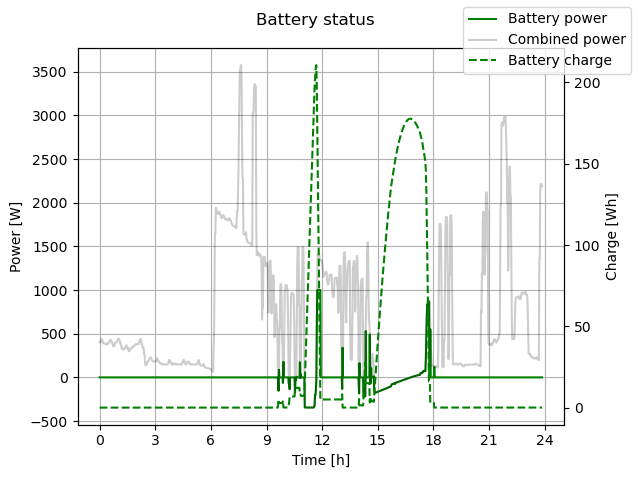 Battery status
Battery power
Combined power
Battery charge
Power [W]
3500
3000
2500
2000
1500
1000
500
0
−500
200
150
100
50
0
Charge [Wh]
0 3 6 9 12 15 18 21 24
Time [h]